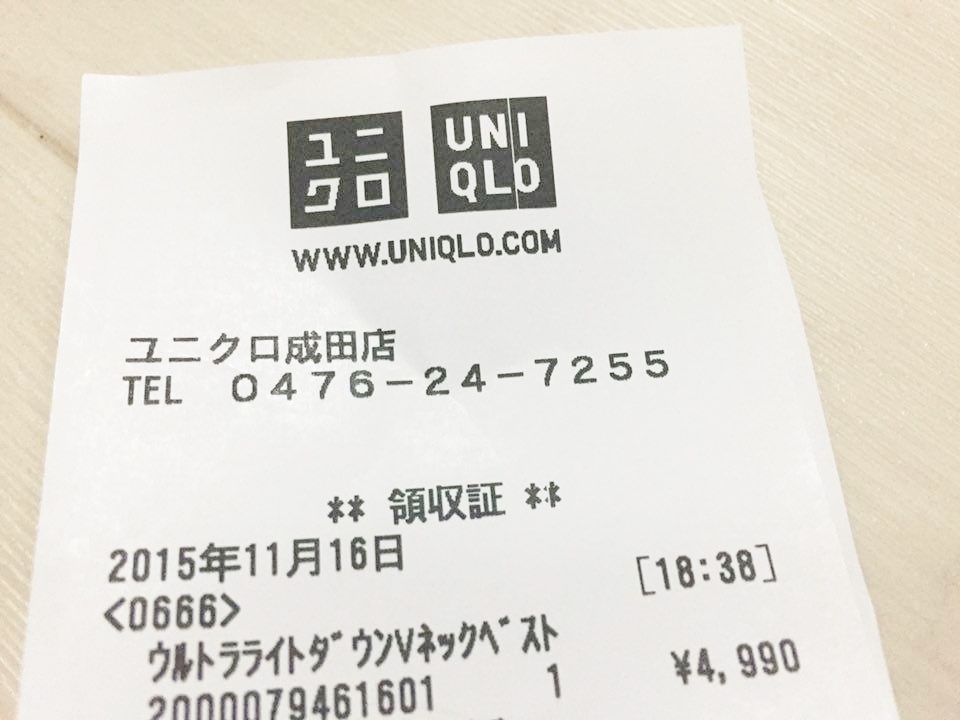 ユニ
クロ
UNI
QLO
WWW.UNIQLO.COM
ユニクロ成田店
TEL 0476-24-7255
** 領収証 **
2015年11月16日 [18:38]
<0666>
ウルトラライトダウンVネックベスト
2000079461601 1 ¥4,990